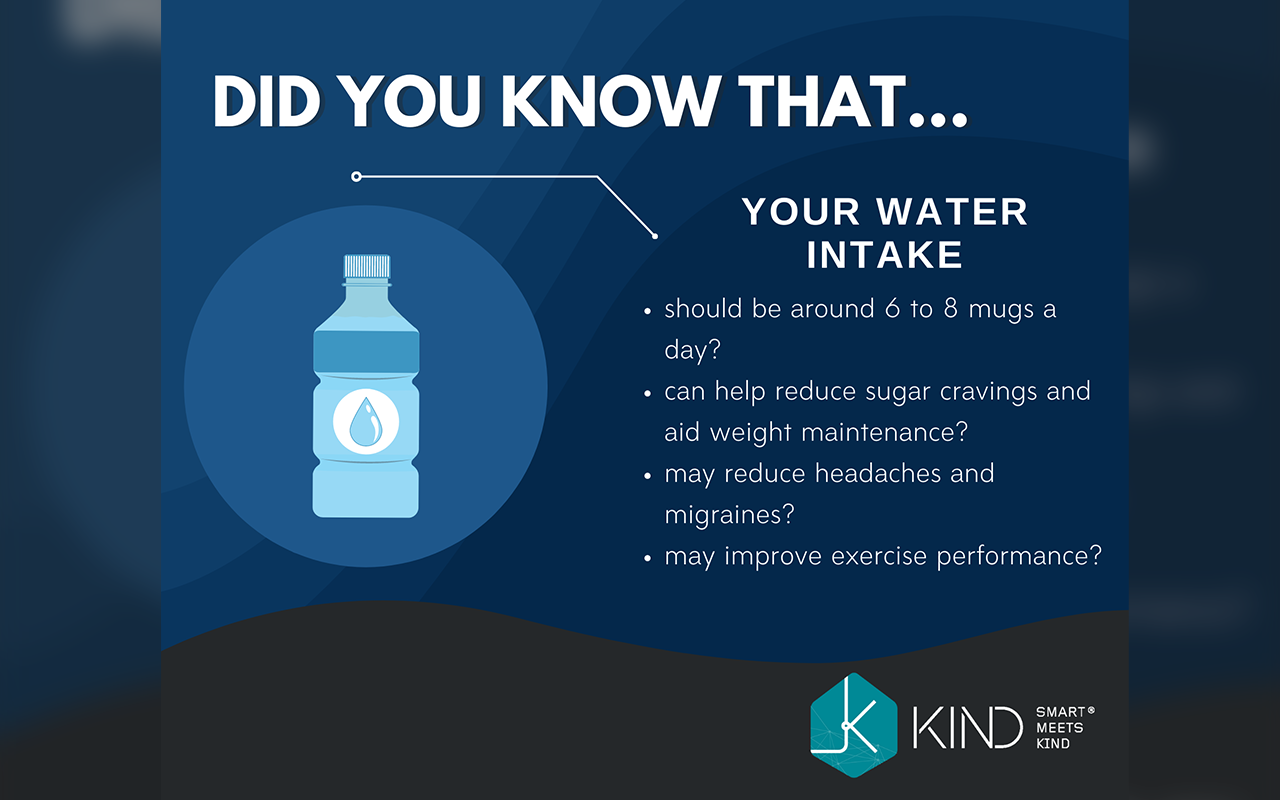 DID YOU KNOW THAT...
YOUR WATER
INTAKE
• should be around 6 to 8 mugs a
day?
• can help reduce sugar cravings and
aid weight maintenance?
• may reduce headaches and
migraines?
• may improve exercise performance?
K KIND
SMART®
MEETS
KIND